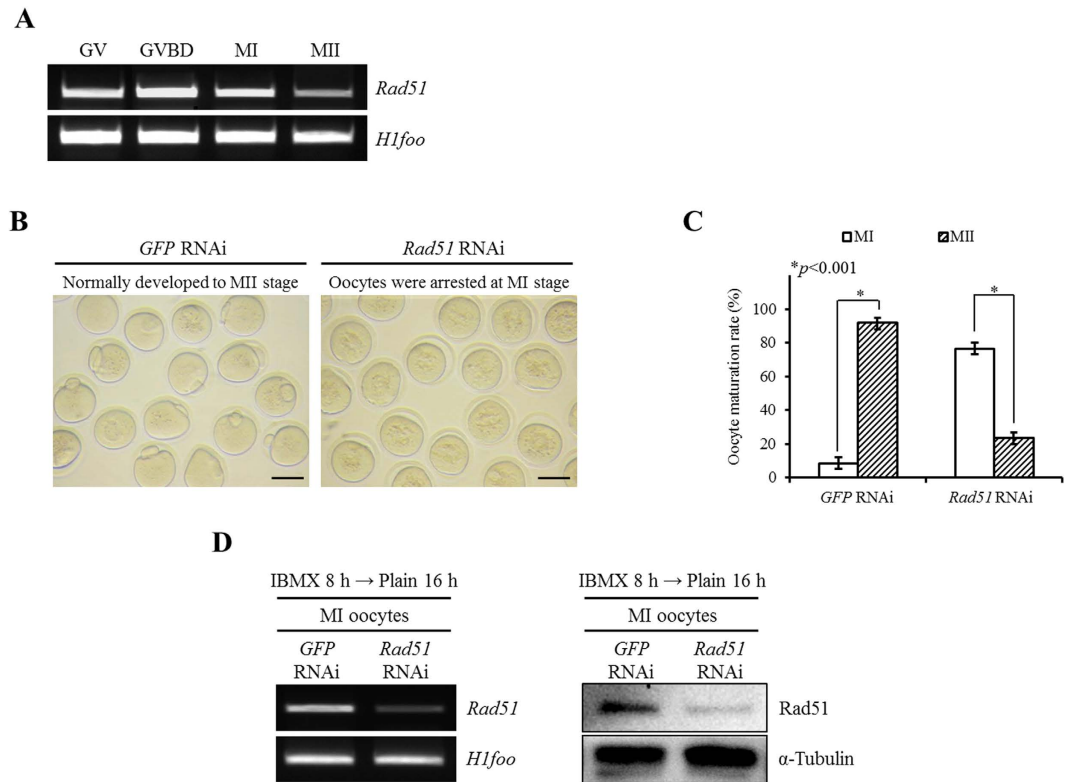 A
GV GVBD MI MII
Rad51
H1foo
B
GFP RNAi Rad51 RNAi
Normally developed to MII stage Oocytes were arrested at MI stage
C
MI MII
*p<0.001
* *
Oocyte maturation rate (%)
100
80
60
40
20
0
GFP RNAi Rad51 RNAi
D
IBMX 8 h → Plain 16 h IBMX 8 h → Plain 16 h
MI oocytes MI oocytes
GFP Rad51 GFP Rad51
RNAi RNAi RNAi RNAi
Rad51 Rad51
H1foo α-Tubulin